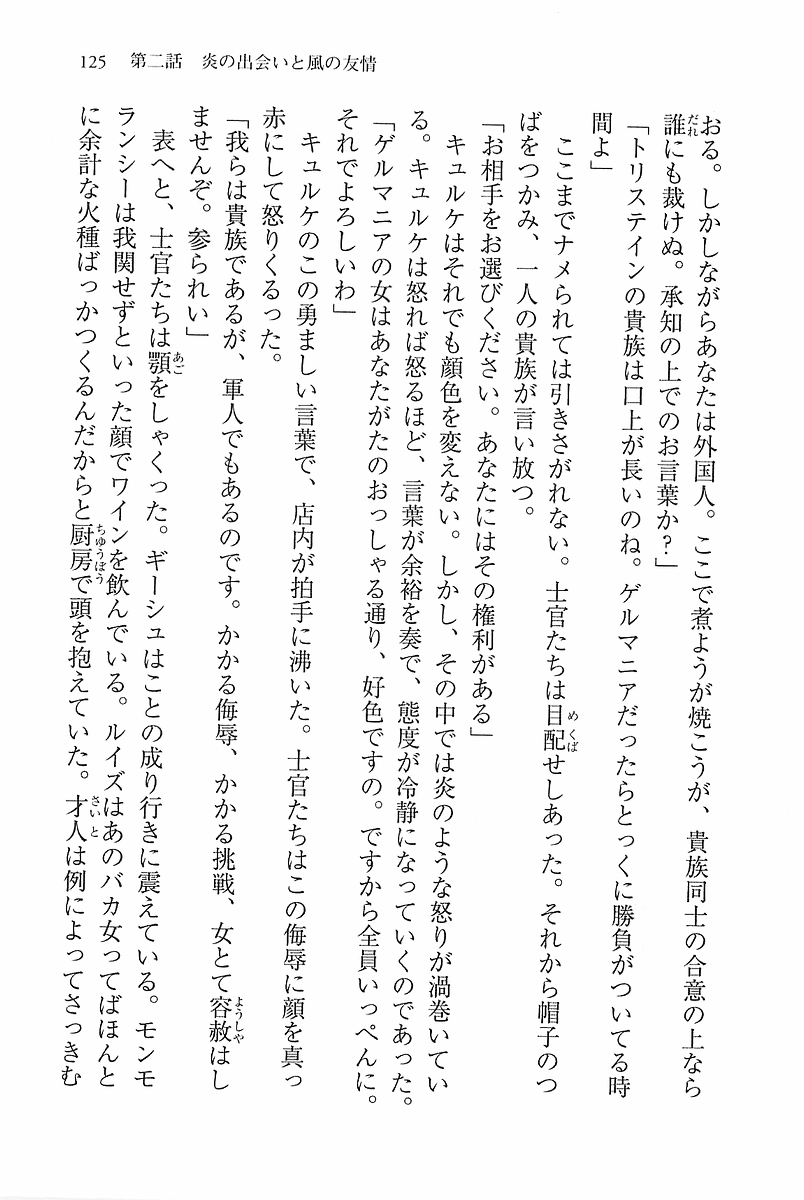 125　第二話　炎の出会いと風の友情
おる。しかしながらあなたは外国人。ここで煮ようが焼こうが、貴族同士の合意の上なら
誰にも裁けぬ。承知の上でのお言葉か？」
「トリステインの貴族は口上が長いのね。ゲルマニアだったらとっくに勝負がついてる時
間よ」
　ここまでナメられては引きさがれない。士官たちは目配せしあった。それから帽子のつ
ばをつかみ、一人の貴族が言い放つ。
「お相手をお選びください。あなたにはその権利がある」
　キュルケはそれでも顔色を変えない。しかし、その中では炎のような怒りが渦巻いてい
る。キュルケは怒れば怒るほど、言葉が余裕を奏で、態度が冷静になっていくのであった。
「ゲルマニアの女はあなたがたのおっしゃる通り、好色ですの。ですから全員いっぺんに。
それでよろしいわ」
　キュルケのこの勇ましい言葉で、店内が拍手に沸いた。士官たちはこの侮辱に顔を真っ
赤にして怒りくるった。
「我らは貴族であるが、軍人でもあるのです。かかる侮辱、かかる挑戦、女とて容赦はし
ませんぞ。参られい」
　表へと、士官たちは顎をしゃくった。ギーシュはことの成り行きに震えている。モンモ
ランシーは我関せずといった顔でワインを飲んでいる。ルイズはあのバカ女ってばほんと
に余計な火種ばっかつくるんだからと厨房で頭を抱えていた。才人は例によってさっきむ